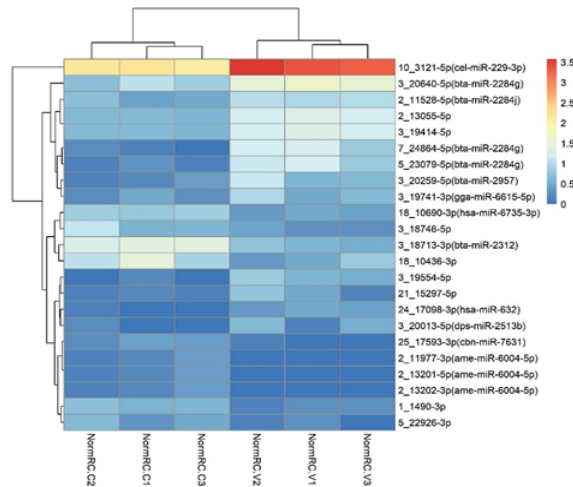 10_3121-5p(cel-miR-229-3p)
3_20640-5p(bta-miR-2284g)
2_11528-5p(bta-miR-2284j)
2_13055-5p
3_19414-5p
7_24864-5p(bta-miR-2284g)
5_23079-5p(bta-miR-2284g)
3_20259-5p(bta-miR-2957)
3_19741-3p(gga-miR-6615-5p)
18_10690-3p(hsa-miR-6735-3p)
3_18746-5p
3_18713-3p(bta-miR-2312)
18_10436-3p
3_19554-5p
21_15297-5p
24_17098-3p(hsa-miR-632)
3_20013-5p(dps-miR-2513b)
25_17593-3p(cbn-miR-7631)
2_11977-3p(ame-miR-6004-5p)
2_13201-5p(ame-miR-6004-5p)
2_13202-3p(ame-miR-6004-5p)
1_1490-3p
5_22926-3p
3.5
3
2.5
2
1.5
1
0.5
0
NormRC.C2
NormRC.C1
NormRC.C3
NormRC.V2
NormRC.V1
NormRC.V3